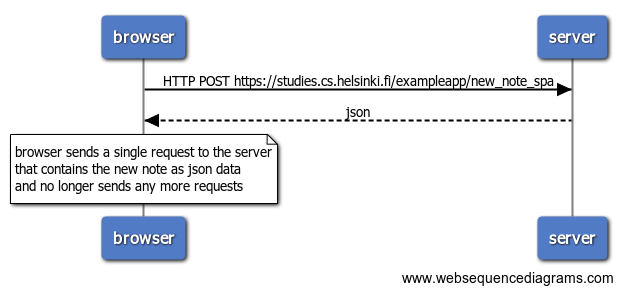 browser
server
HTTP POST https://studies.cs.helsinki.fi/exampleapp/new_note_spa
json
browser sends a single request to the server
that contains the new note as json data
and no longer sends any more requests
browser
server
www.websequencediagrams.com